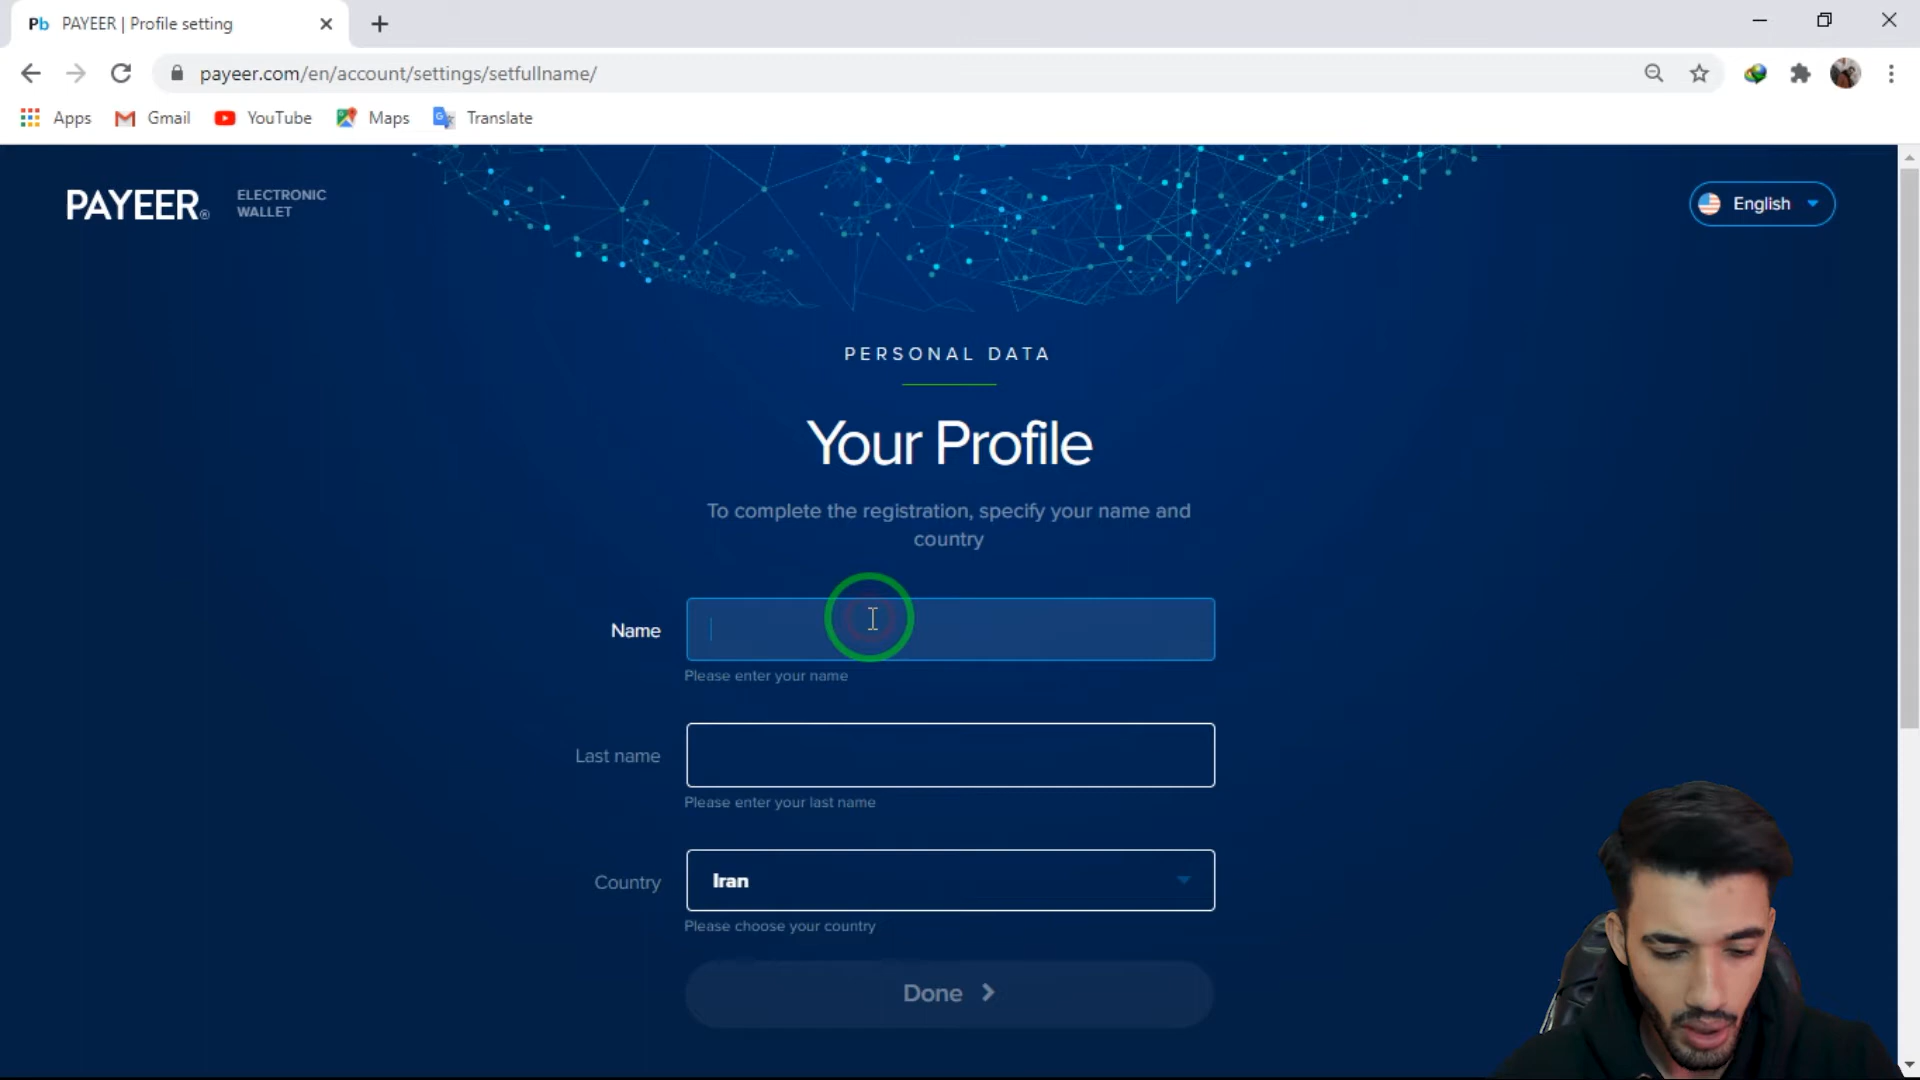 Pb PAYEER | Profile setting
payeer.com/en/account/settings/setfullname/
Apps Gmail YouTube Maps Translate
PAYEER® ELECTRONIC WALLET
English
PERSONAL DATA
Your Profile
To complete the registration, specify your name and
country
Name
Please enter your name
Last name
Please enter your last name
Country Iran
Please choose your country
Done